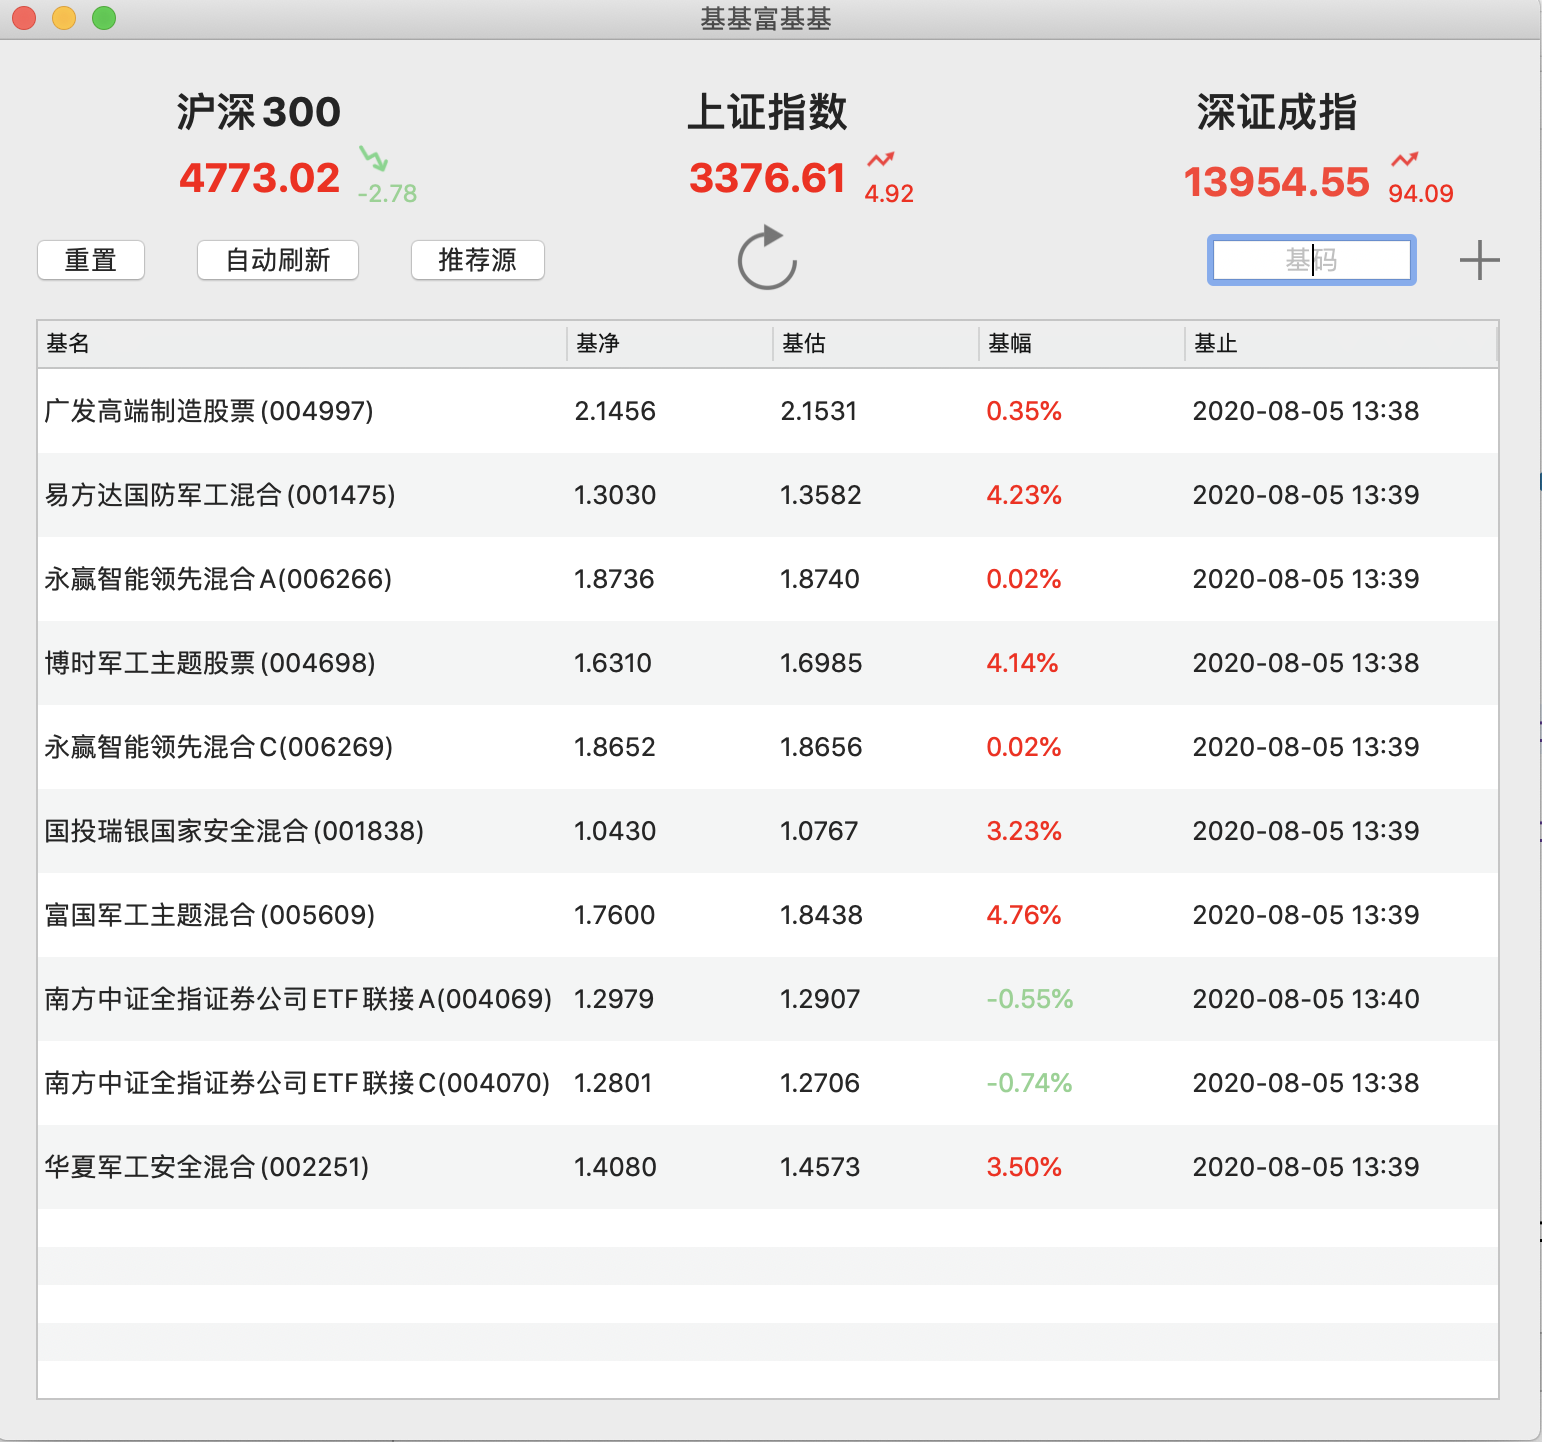 基基富基基
沪深300 上证指数 深证成指
4773.02 -2.78 3376.61 4.92 13954.55 94.09
重置 自动刷新 推荐源 基码
基名 基净 基估 基幅 基止
广发高端制造股票(004997) 2.1456 2.1531 0.35% 2020-08-05 13:38
易方达国防军工混合(001475) 1.3030 1.3582 4.23% 2020-08-05 13:39
永赢智能领先混合A(006266) 1.8736 1.8740 0.02% 2020-08-05 13:39
博时军工主题股票(004698) 1.6310 1.6985 4.14% 2020-08-05 13:38
永赢智能领先混合C(006269) 1.8652 1.8656 0.02% 2020-08-05 13:39
国投瑞银国家安全混合(001838) 1.0430 1.0767 3.23% 2020-08-05 13:39
富国军工主题混合(005609) 1.7600 1.8438 4.76% 2020-08-05 13:39
南方中证全指证券公司ETF联接A(004069) 1.2979 1.2907 -0.55% 2020-08-05 13:40
南方中证全指证券公司ETF联接C(004070) 1.2801 1.2706 -0.74% 2020-08-05 13:38
华夏军工安全混合(002251) 1.4080 1.4573 3.50% 2020-08-05 13:39